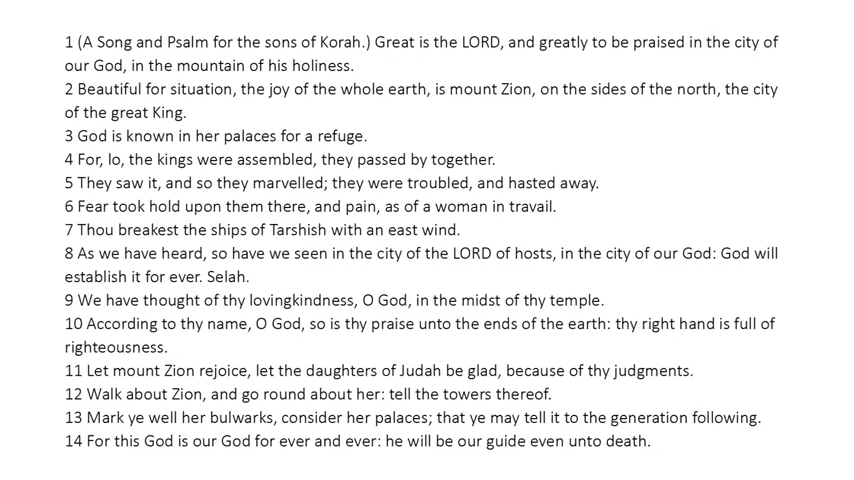 1 (A Song and Psalm for the sons of Korah.) Great is the LORD, and greatly to be praised in the city of
our God, in the mountain of his holiness.
2 Beautiful for situation, the joy of the whole earth, is mount Zion, on the sides of the north, the city
of the great King.
3 God is known in her palaces for a refuge.
4 For, lo, the kings were assembled, they passed by together.
5 They saw it, and so they marvelled; they were troubled, and hasted away.
6 Fear took hold upon them there, and pain, as of a woman in travail.
7 Thou breakest the ships of Tarshish with an east wind.
8 As we have heard, so have we seen in the city of the LORD of hosts, in the city of our God: God will
establish it for ever. Selah.
9 We have thought of thy lovingkindness, O God, in the midst of thy temple.
10 According to thy name, O God, so is thy praise unto the ends of the earth: thy right hand is full of
righteousness.
11 Let mount Zion rejoice, let the daughters of Judah be glad, because of thy judgments.
12 Walk about Zion, and go round about her: tell the towers thereof.
13 Mark ye well her bulwarks, consider her palaces; that ye may tell it to the generation following.
14 For this God is our God for ever and ever: he will be our guide even unto death.